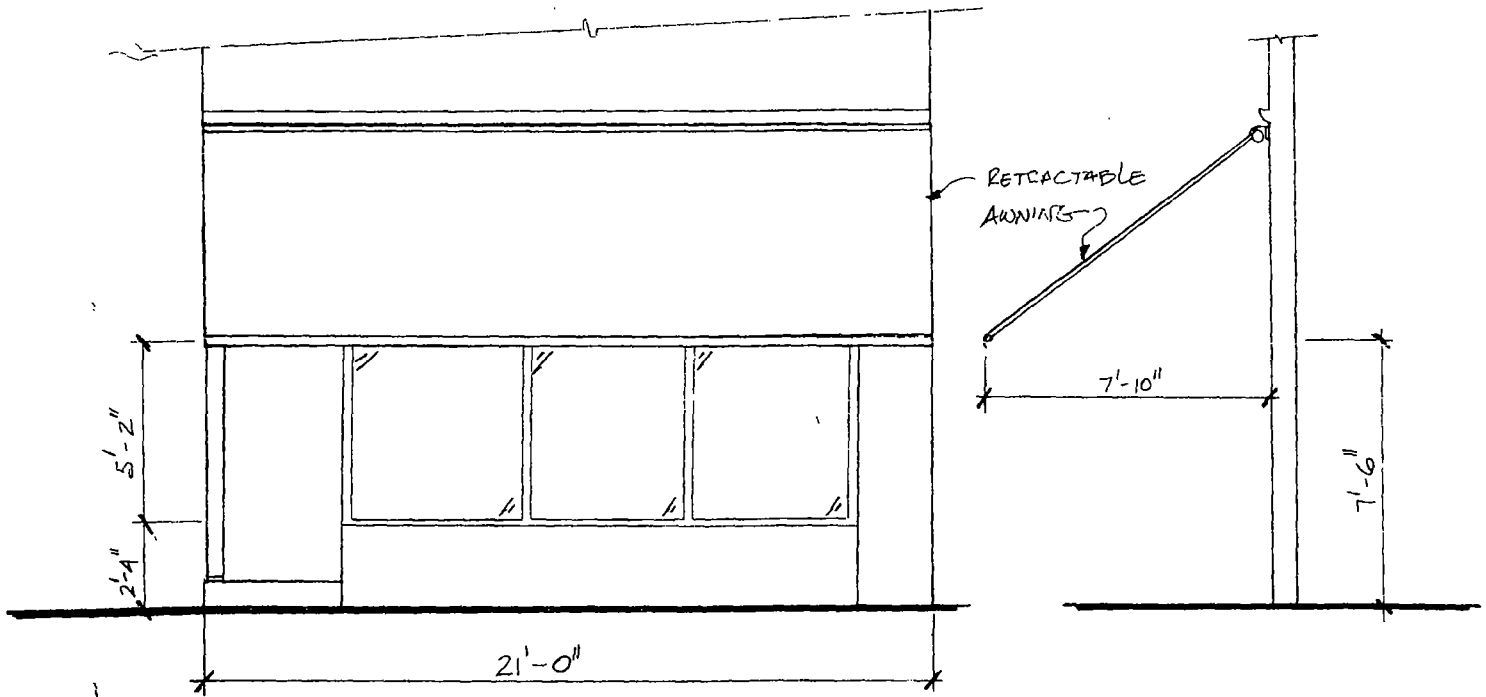 RETRACTABLE
AWNING
7'-10"
5'-2"
7'-6"
2'-4"
21'-0"